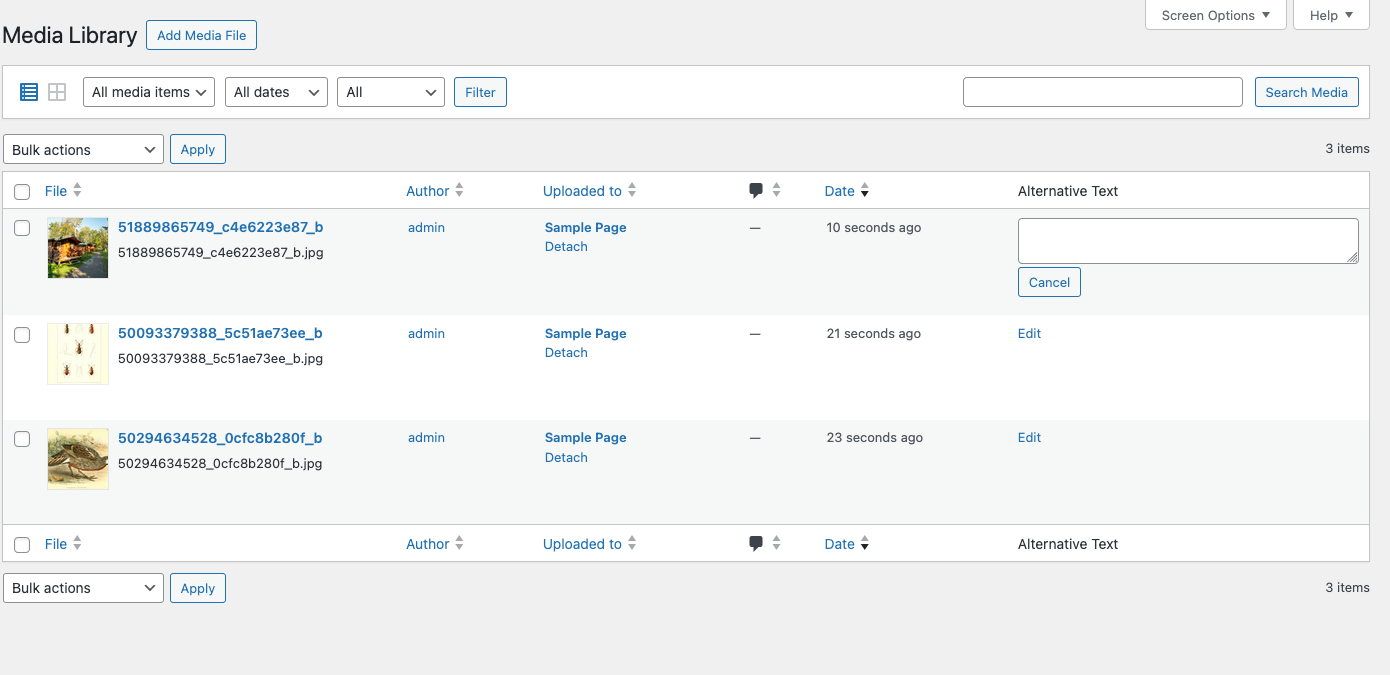 Screen Options
Help
Media Library
Add Media File
All media items
All dates
All
Filter
Search Media
Bulk actions
Apply
3 items
File
Author
Uploaded to
Date
Alternative Text
51889865749_c4e6223e87_b
51889865749_c4e6223e87_b.jpg
admin
Sample Page
Detach
—
10 seconds ago
Cancel
50093379388_5c51ae73ee_b
50093379388_5c51ae73ee_b.jpg
admin
Sample Page
Detach
—
21 seconds ago
Edit
50294634528_0cfc8b280f_b
50294634528_0cfc8b280f_b.jpg
admin
Sample Page
Detach
—
23 seconds ago
Edit
File
Author
Uploaded to
Date
Alternative Text
Bulk actions
Apply
3 items